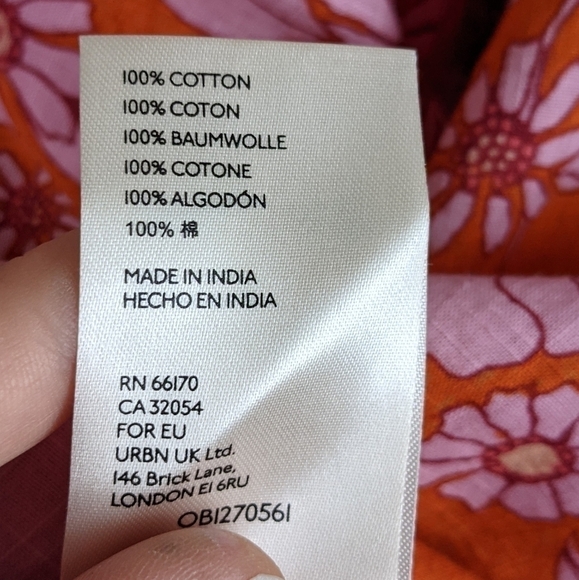 100% COTTON
100% COTON
100% BAUMWOLLE
100% COTONE
100% ALGODÓN
100% 棉
MADE IN INDIA
HECHO EN INDIA
RN 66170
CA 32054
FOR EU
URBN UK Ltd.
146 Brick Lane,
LONDON E1 6RU
OB1270561